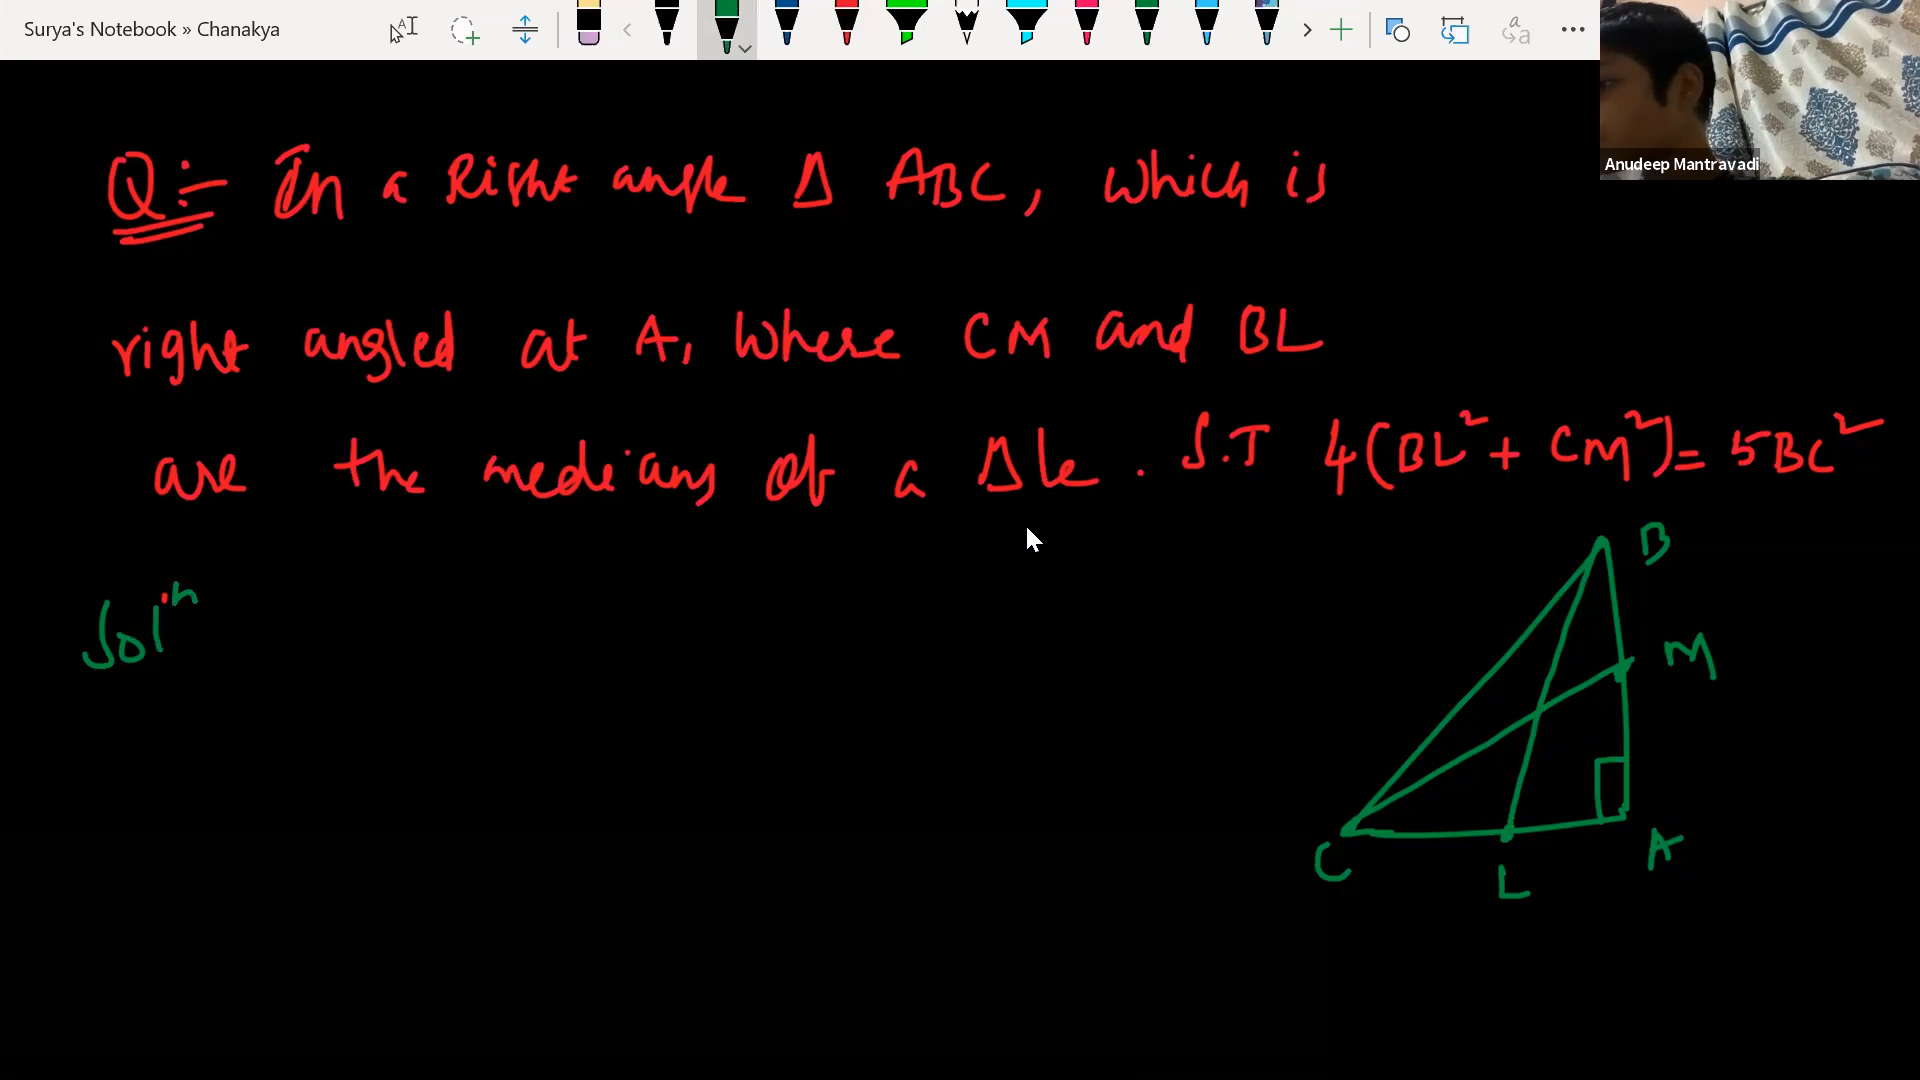 Surya's Notebook » Chanakya
Anudeep Mantravadi
Q:- In a Right angle Δ ABC, which is
right angled at A, where CM and BL
are the medians of a Δle. S.T 4(BL²+ CM²)= 5BC²
Solⁿ
B
M
C
L
A